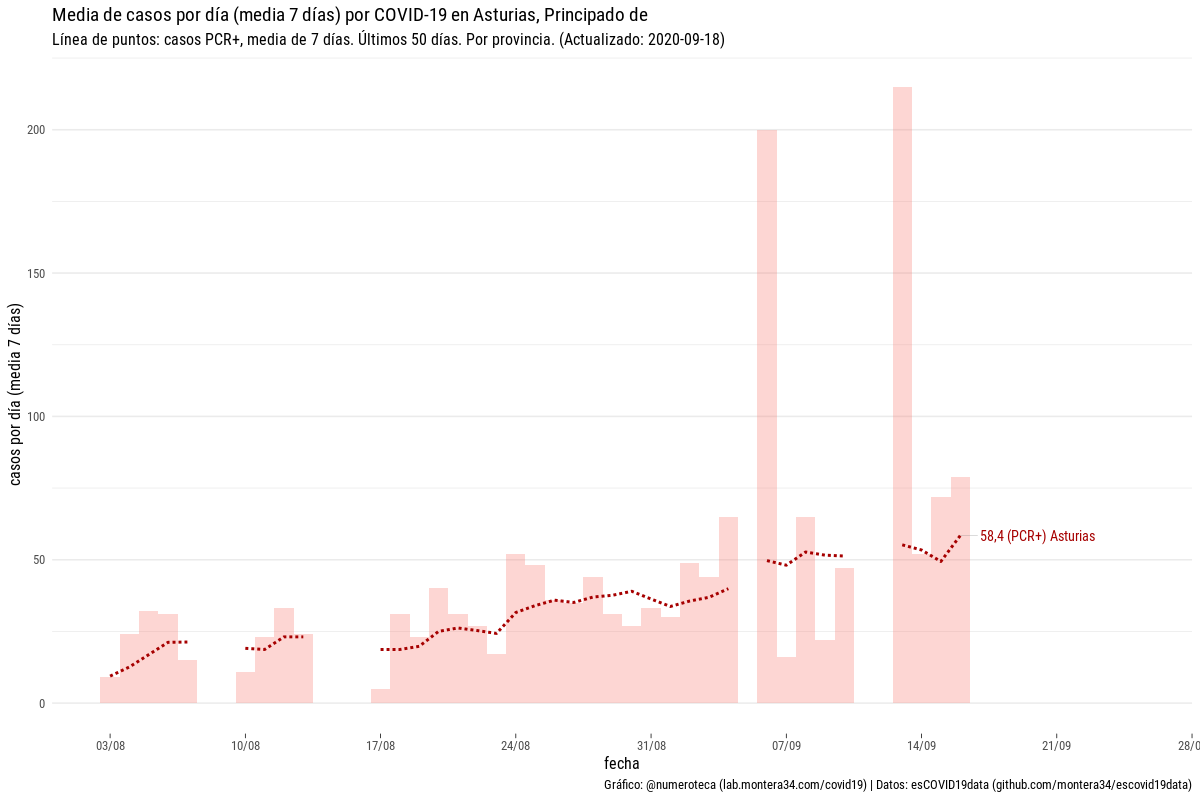 Media de casos por día (media 7 días) por COVID-19 en Asturias, Principado de
Línea de puntos: casos PCR+, media de 7 días. Últimos 50 días. Por provincia. (Actualizado: 2020-09-18)
casos por día (media 7 días)
200
150
100
50
0
58,4 (PCR+) Asturias
03/08 10/08 17/08 24/08 31/08 07/09 14/09 21/09 28/0
fecha
Gráfico: @numeroteca (lab.montera34.com/covid19) | Datos: esCOVID19data (github.com/montera34/escovid19data)